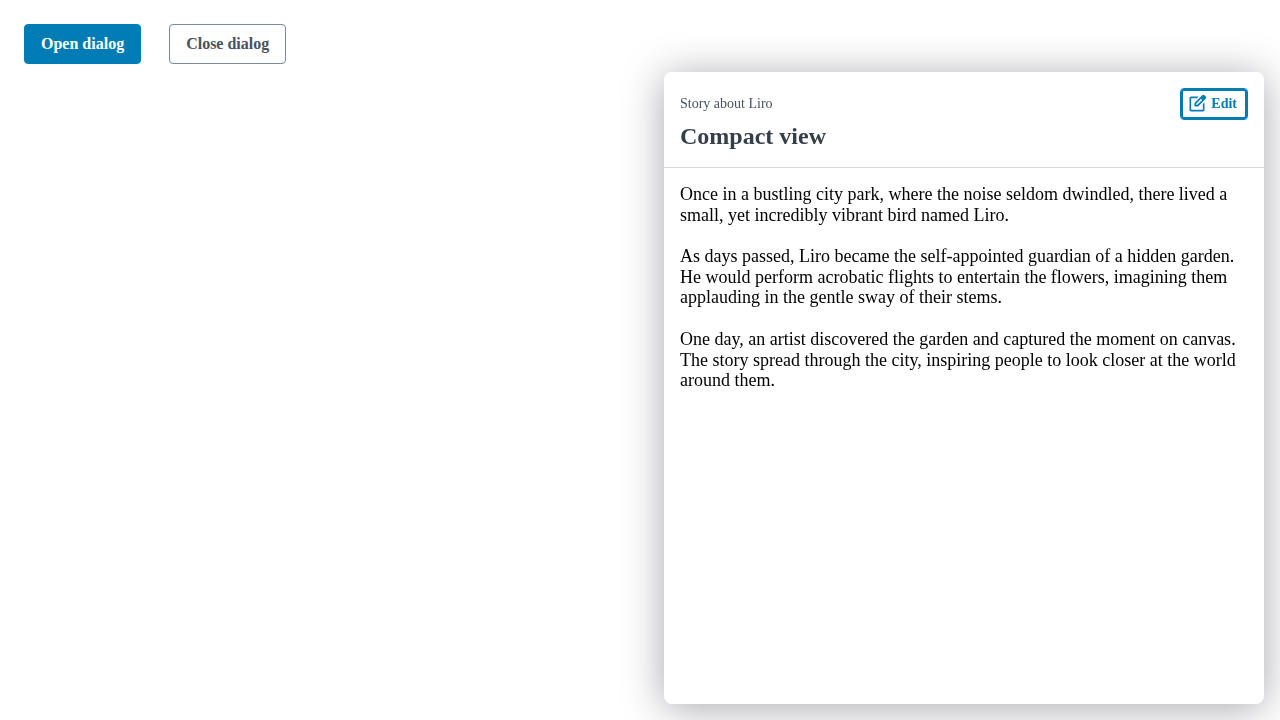 Open dialog
Close dialog
Story about Liro
Edit
Compact view
Once in a bustling city park, where the noise seldom dwindled, there lived a
small, yet incredibly vibrant bird named Liro.
As days passed, Liro became the self-appointed guardian of a hidden garden.
He would perform acrobatic flights to entertain the flowers, imagining them
applauding in the gentle sway of their stems.
One day, an artist discovered the garden and captured the moment on canvas.
The story spread through the city, inspiring people to look closer at the world
around them.